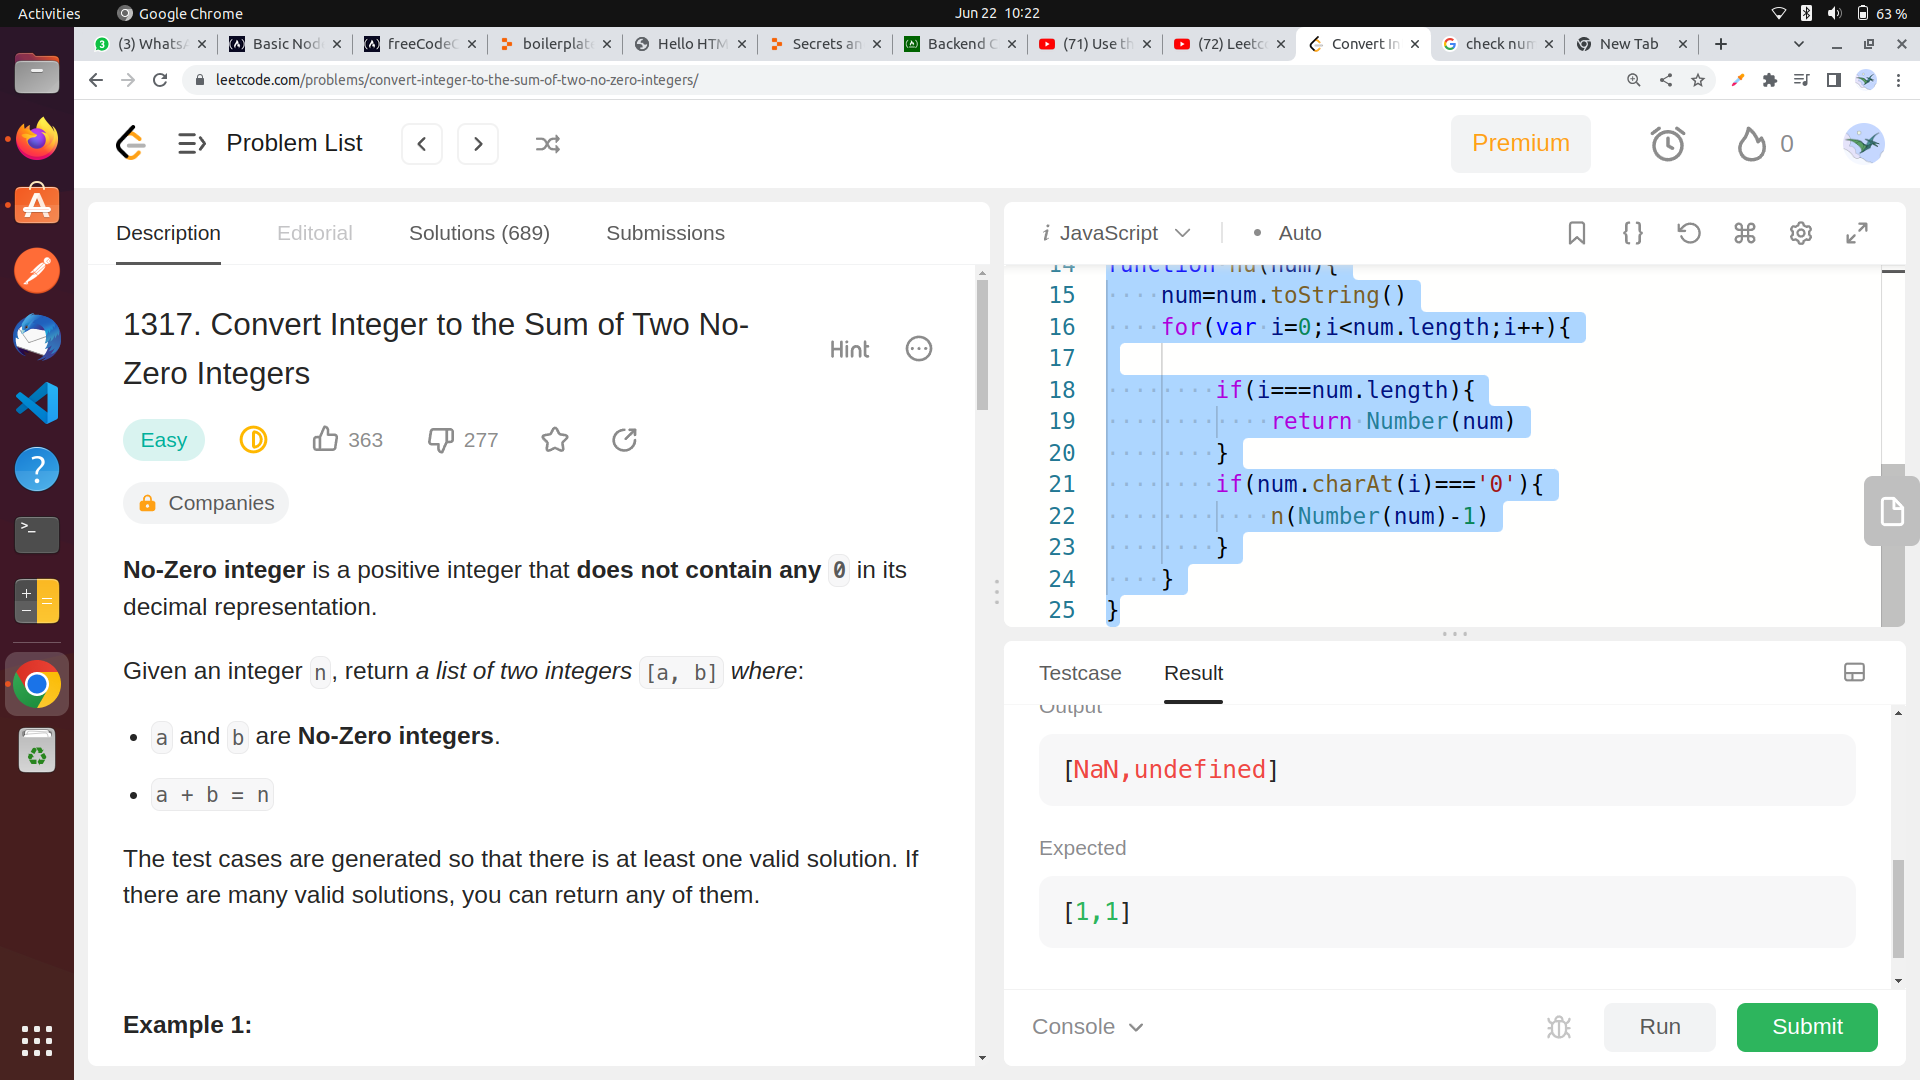 Activities
Google Chrome
Jun 22 10:22
63 %
(3) WhatsA
Basic Node
freeCodeC
boilerplate
Hello HTM
Secrets an
Backend C
(71) Use th
(72) Leetco
Convert In
check num
New Tab
leetcode.com/problems/convert-integer-to-the-sum-of-two-no-zero-integers/
Problem List
Premium
0
Description
Editorial
Solutions (689)
Submissions
1317. Convert Integer to the Sum of Two No-
Zero Integers
Hint
Easy
363
277
Companies
No-Zero integer is a positive integer that does not contain any 0 in its
decimal representation.
Given an integer n, return a list of two integers [a, b] where:
• a and b are No-Zero integers.
• a + b = n
The test cases are generated so that there is at least one valid solution. If
there are many valid solutions, you can return any of them.
Example 1:
i JavaScript
• Auto
14 function nu(num){
15 num=num.toString()
16 for(var i=0;i<num.length;i++){
17
18 if(i===num.length){
19 return Number(num)
20 }
21 if(num.charAt(i)==='0'){
22 n(Number(num)-1)
23 }
24 }
25 }
Testcase
Result
Output
[NaN,undefined]
Expected
[1,1]
Console
Run
Submit